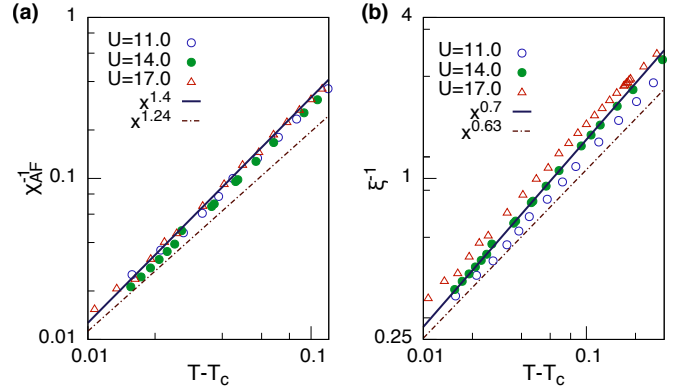 (a)
1
U=11.0
U=14.0
U=17.0
x^1.4
x^1.24
0.1
χ_AF^-1
0.01
0.01
0.1
T-T_c
(b)
4
U=11.0
U=14.0
U=17.0
x^0.7
x^0.63
1
ξ^-1
0.25
0.01
0.1
T-T_c